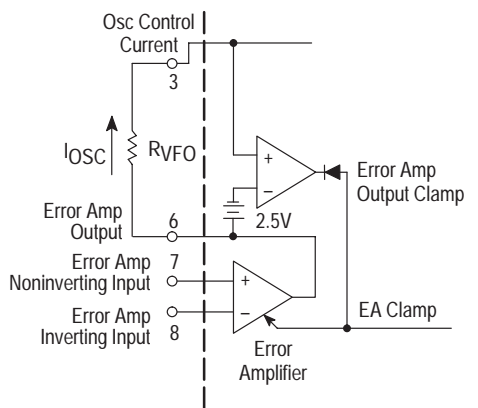 Osc Control
Current
3
IOSC
RVFO
+
–
Error Amp
Output Clamp
2.5V
Error Amp
Output
6
Error Amp
Noninverting Input
7
+
–
Error Amp
Inverting Input
8
EA Clamp
Error
Amplifier